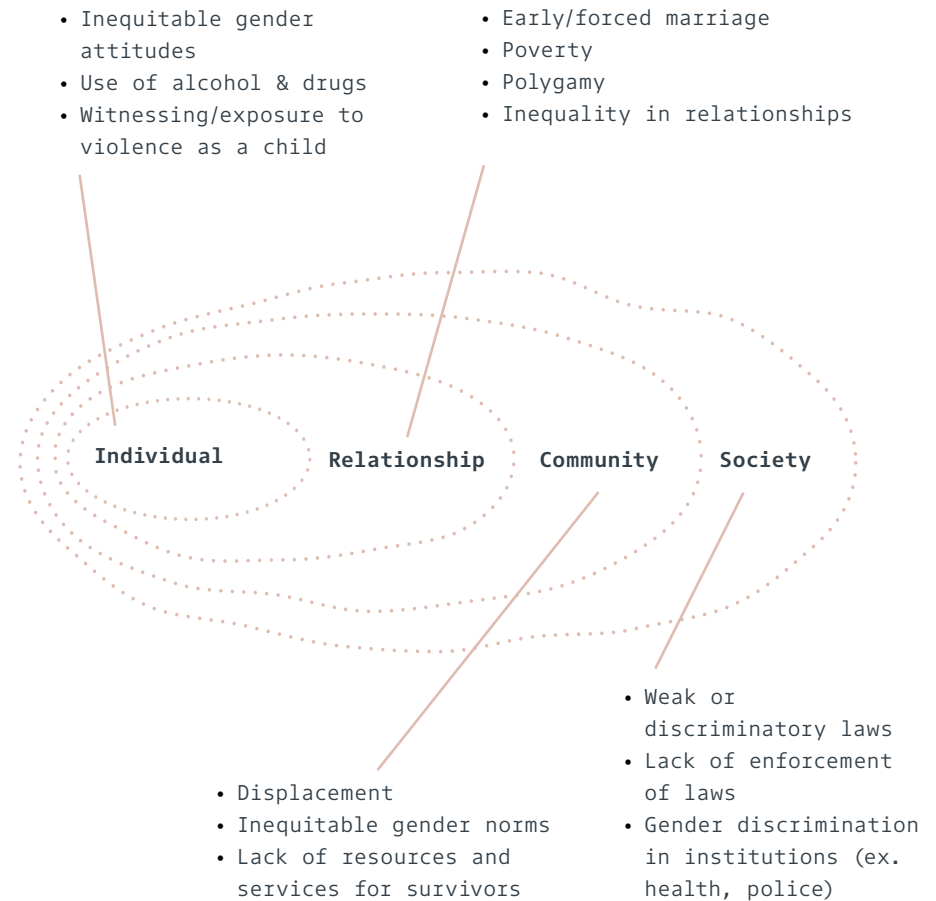 • Inequitable gender
attitudes
• Use of alcohol & drugs
• Witnessing/exposure to
violence as a child
• Early/forced marriage
• Poverty
• Polygamy
• Inequality in relationships
Individual
Relationship
Community
Society
• Displacement
• Inequitable gender norms
• Lack of resources and
services for survivors
• Weak or
discriminatory laws
• Lack of enforcement
of laws
• Gender discrimination
in institutions (ex.
health, police)